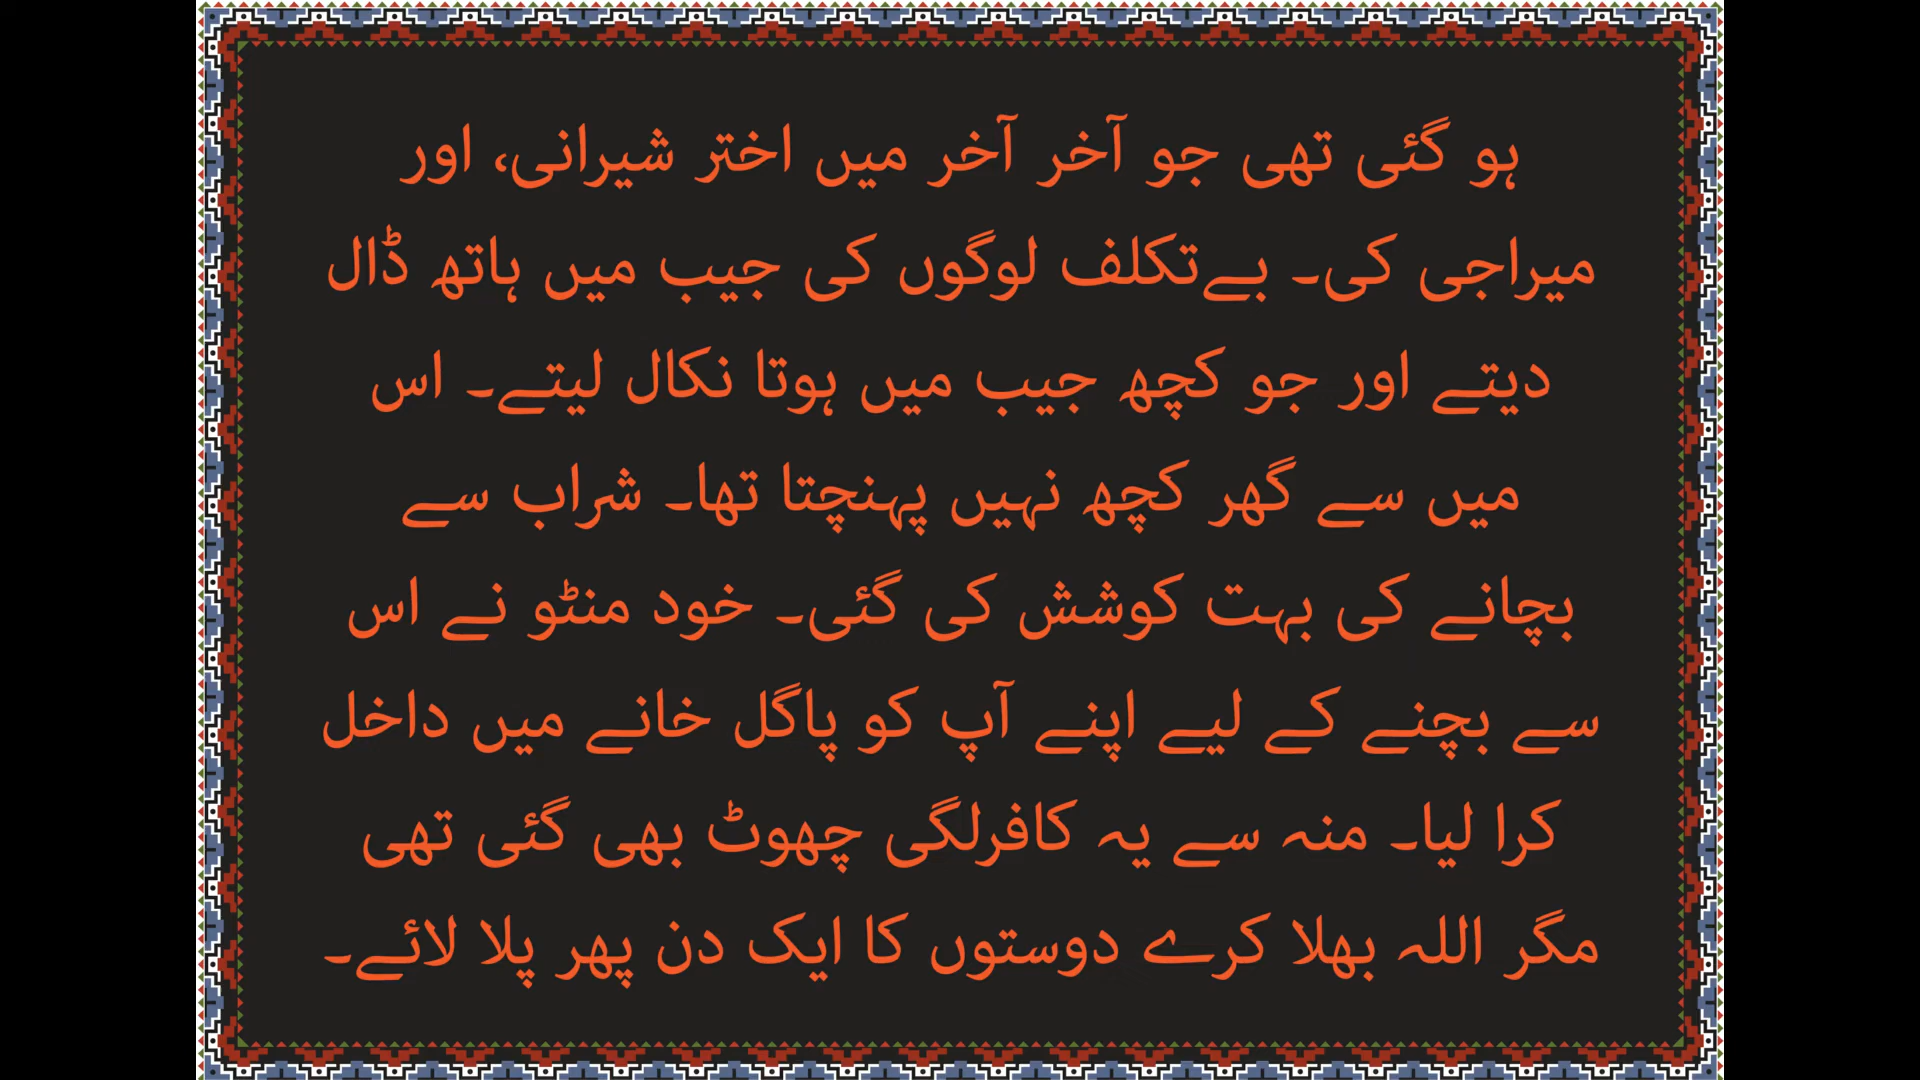 ہو گئی تھی جو آخر آخر میں اختر شیرانی، اور
میراجی کی۔ بےتکلف لوگوں کی جیب میں ہاتھ ڈال
دیتے اور جو کچھ جیب میں ہوتا نکال لیتے۔ اس
میں سے گھر کچھ نہیں پہنچتا تھا۔ شراب سے
بچانے کی بہت کوشش کی گئی۔ خود منٹو نے اس
سے بچنے کے لیے اپنے آپ کو پاگل خانے میں داخل
کرا لیا۔ منہ سے یہ کافرلگی چھوٹ بھی گئی تھی
مگر اللہ بھلا کرے دوستوں کا ایک دن پھر پلا لائے۔